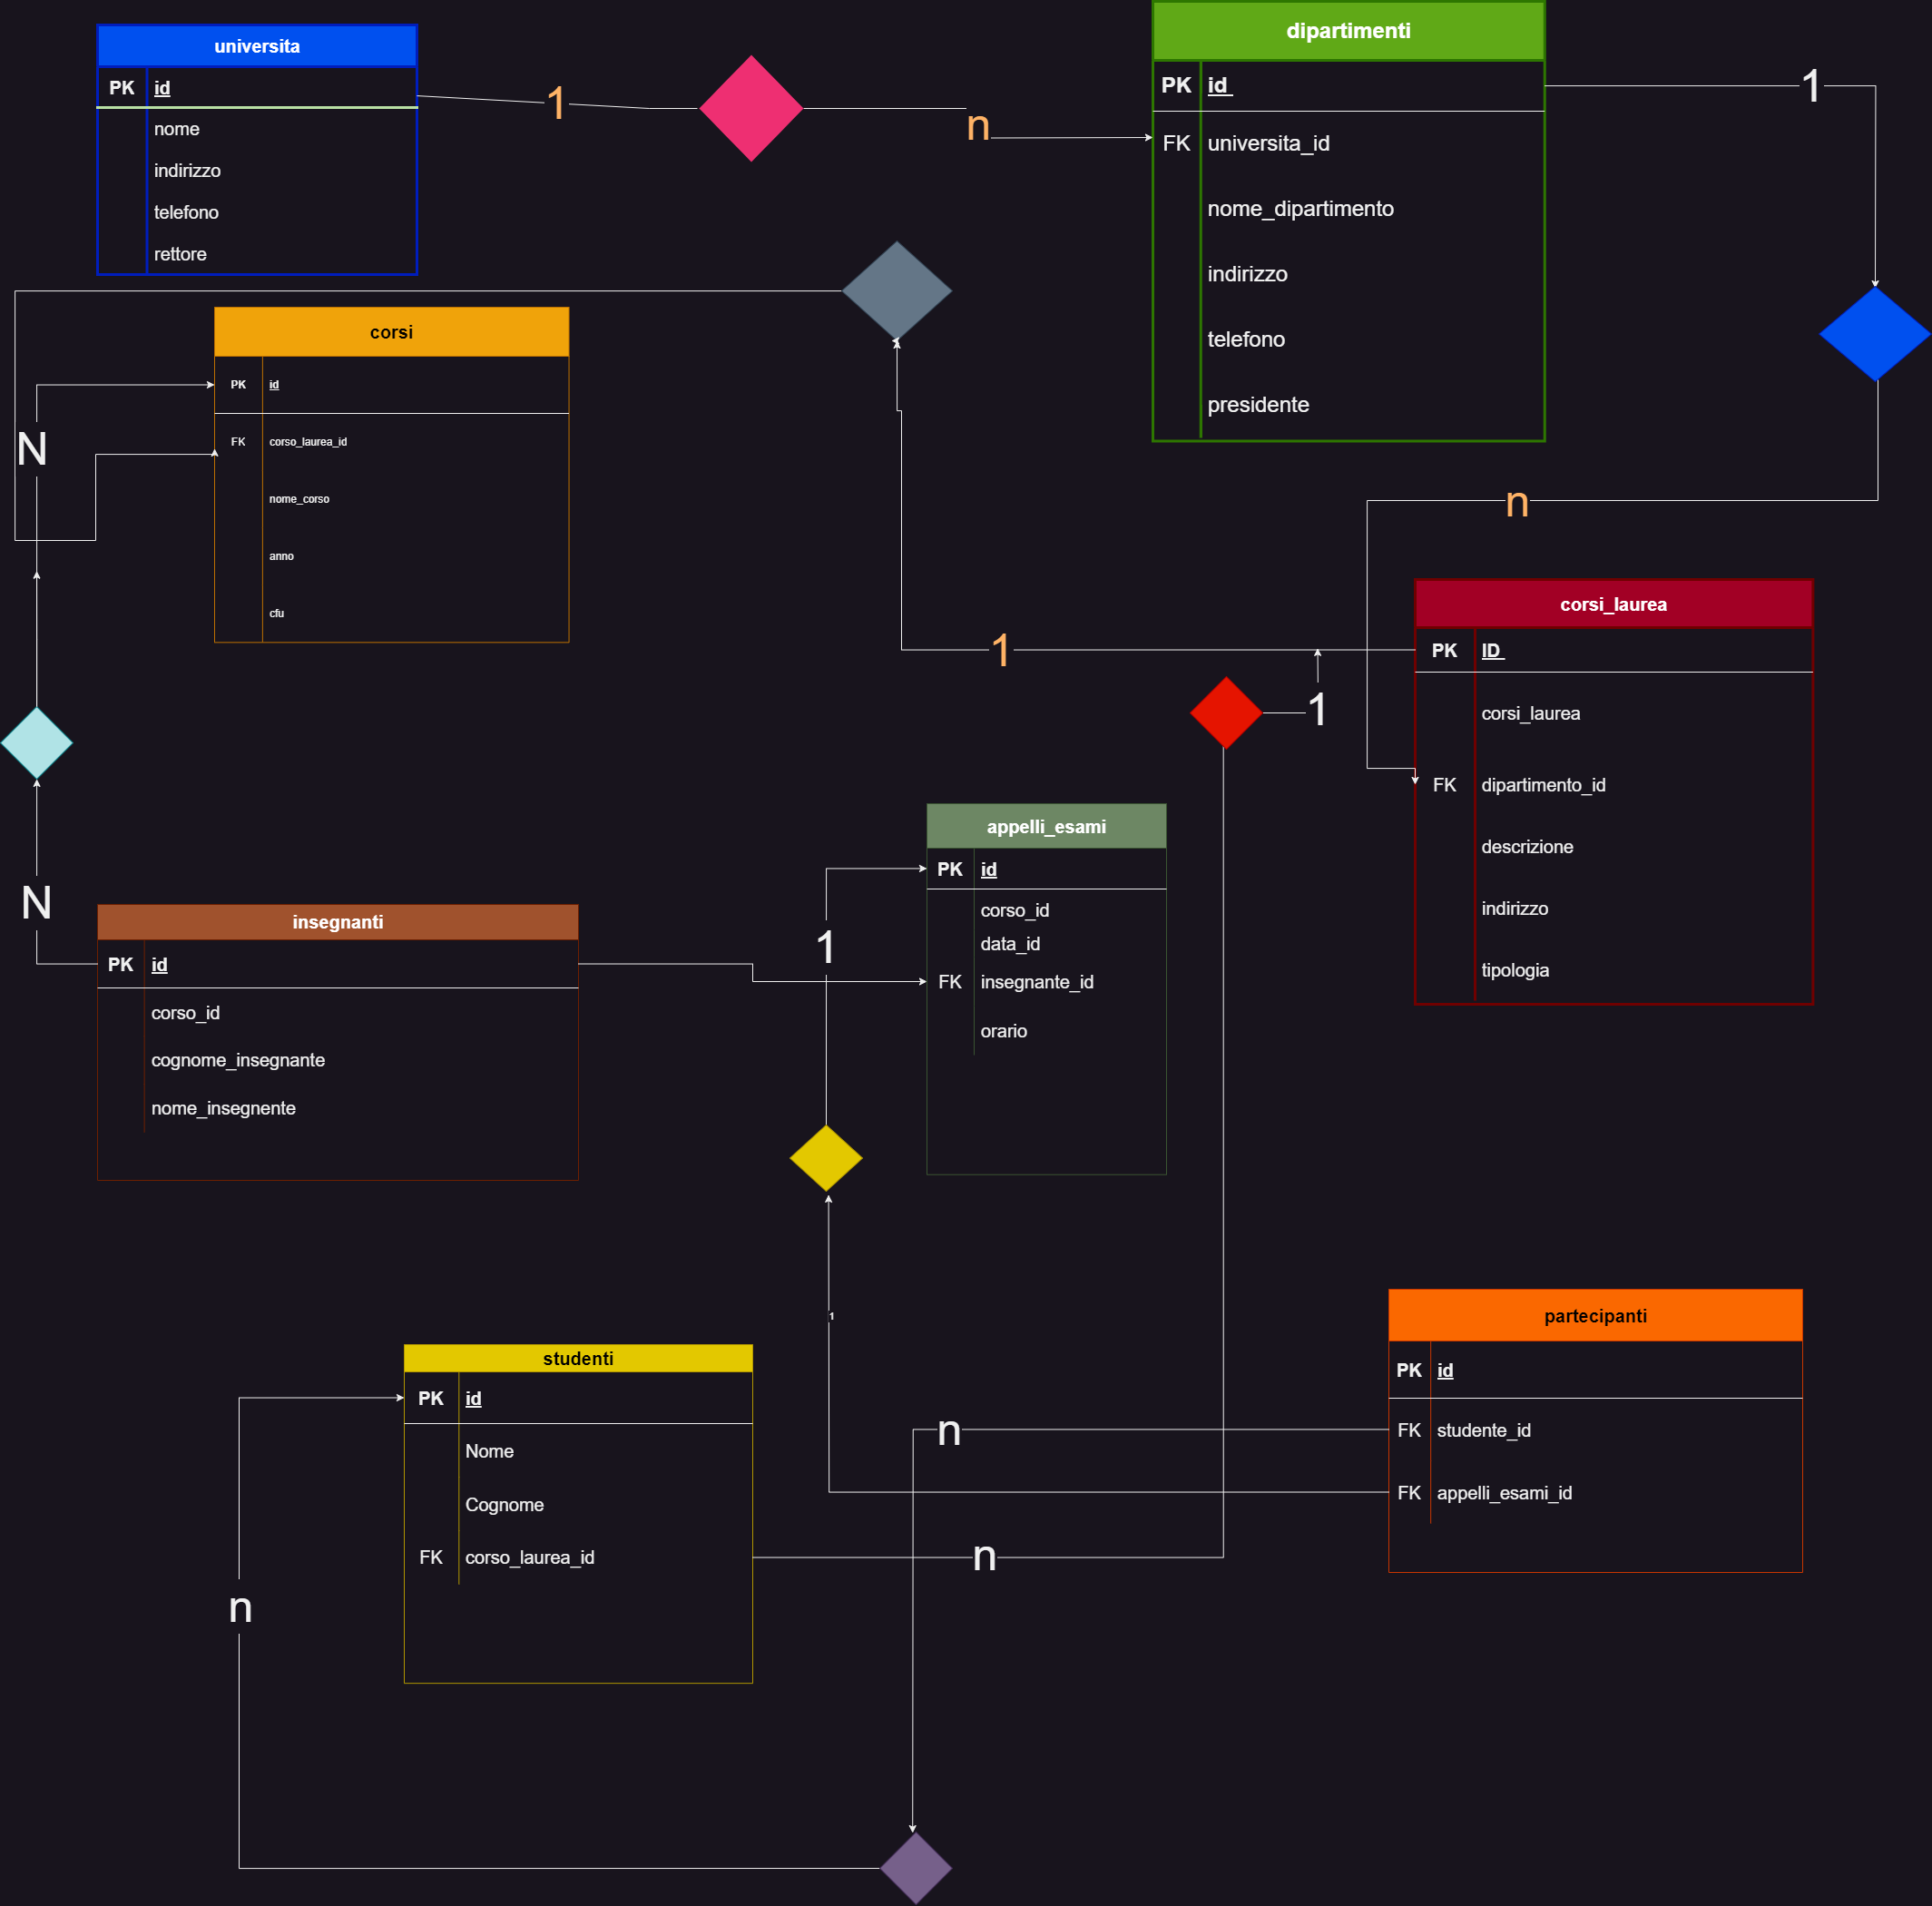 universita
PK id
nome
indirizzo
telefono
rettore
1
n
dipartimenti
PK id
FK universita_id
nome_dipartimento
indirizzo
telefono
presidente
1
corsi
PK id
FK corso_laurea_id
nome_corso
anno
cfu
N
n
corsi_laurea
PK ID
corsi_laurea
FK dipartimento_id
descrizione
indirizzo
tipologia
1
1
appelli_esami
PK id
corso_id
data_id
FK insegnante_id
orario
1
N
insegnanti
PK id
corso_id
cognome_insegnante
nome_insegnente
1
partecipanti
PK id
FK studente_id
FK appelli_esami_id
studenti
PK id
Nome
Cognome
FK corso_laurea_id
n
n
n